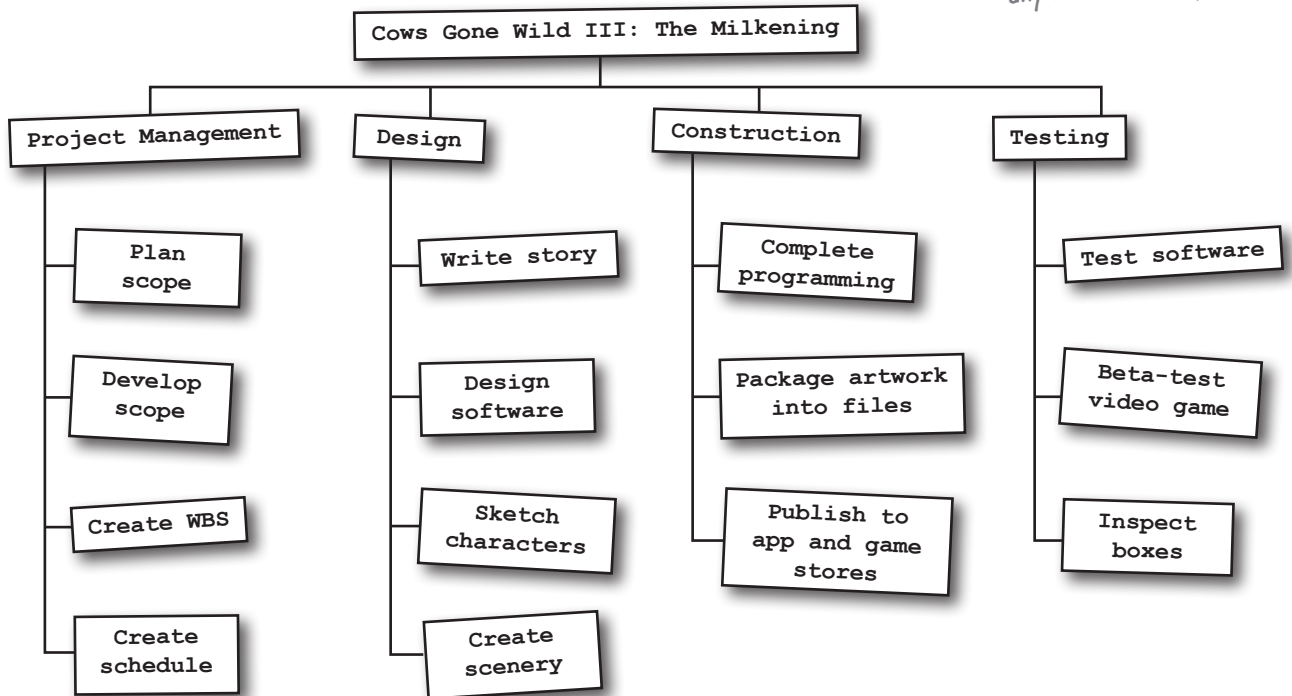 Cows Gone Wild III: The Milkening
Project Management
Plan
scope
Develop
scope
Create WBS
Create
schedule
Design
Write story
Design
software
Sketch
characters
Create
scenery
Construction
Complete
programming
Package artwork
into files
Publish to
app and game
stores
Testing
Test software
Beta-test
video game
Inspect
boxes